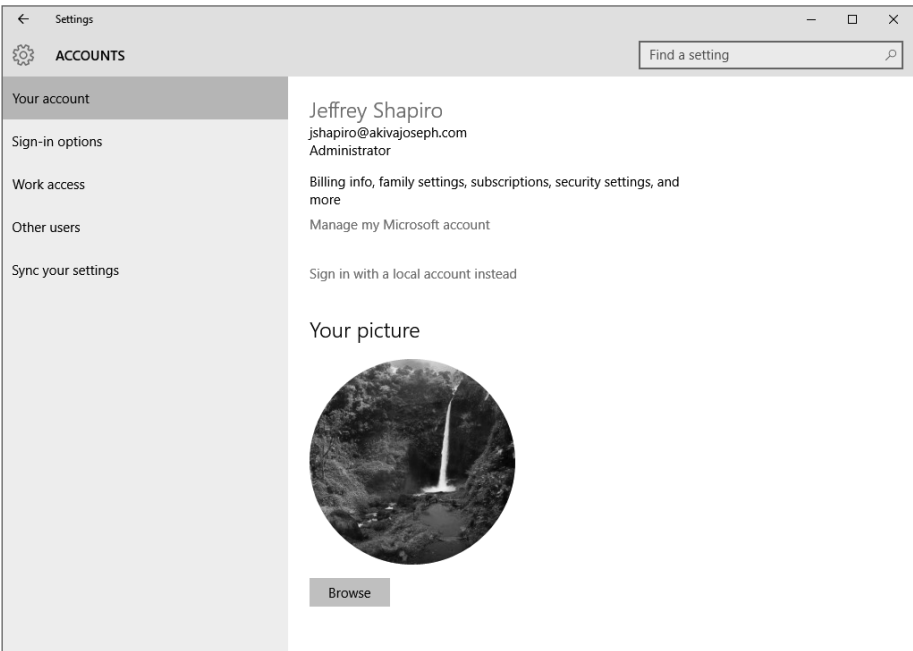 Settings
ACCOUNTS
Find a setting
Your account
Sign-in options
Work access
Other users
Sync your settings
Jeffrey Shapiro
jshapiro@akivajoseph.com
Administrator
Billing info, family settings, subscriptions, security settings, and
more
Manage my Microsoft account
Sign in with a local account instead
Your picture
Browse